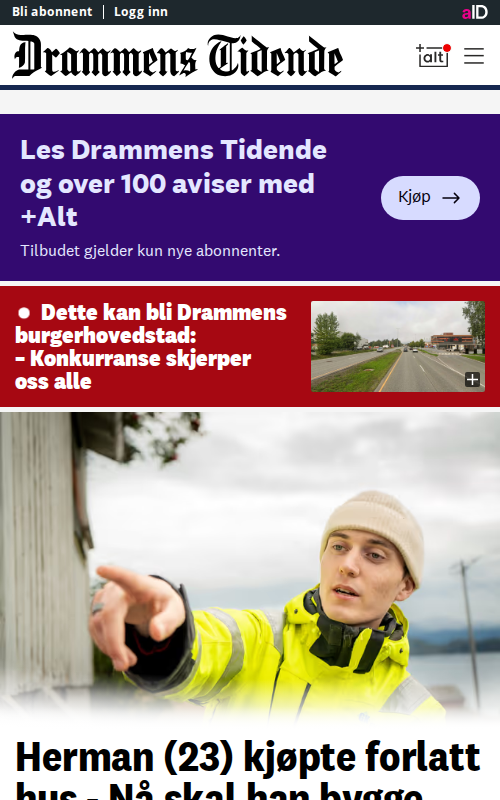 Bli abonnent
Logg inn
aID
Drammens Tidende
+alt
Les Drammens Tidende
og over 100 aviser med
+Alt
Kjøp
Tilbudet gjelder kun nye abonnenter.
Dette kan bli Drammens
burgerhovedstad:
– Konkurranse skjerper
oss alle
Herman (23) kjøpte forlatt
hus - Nå skal han bygge